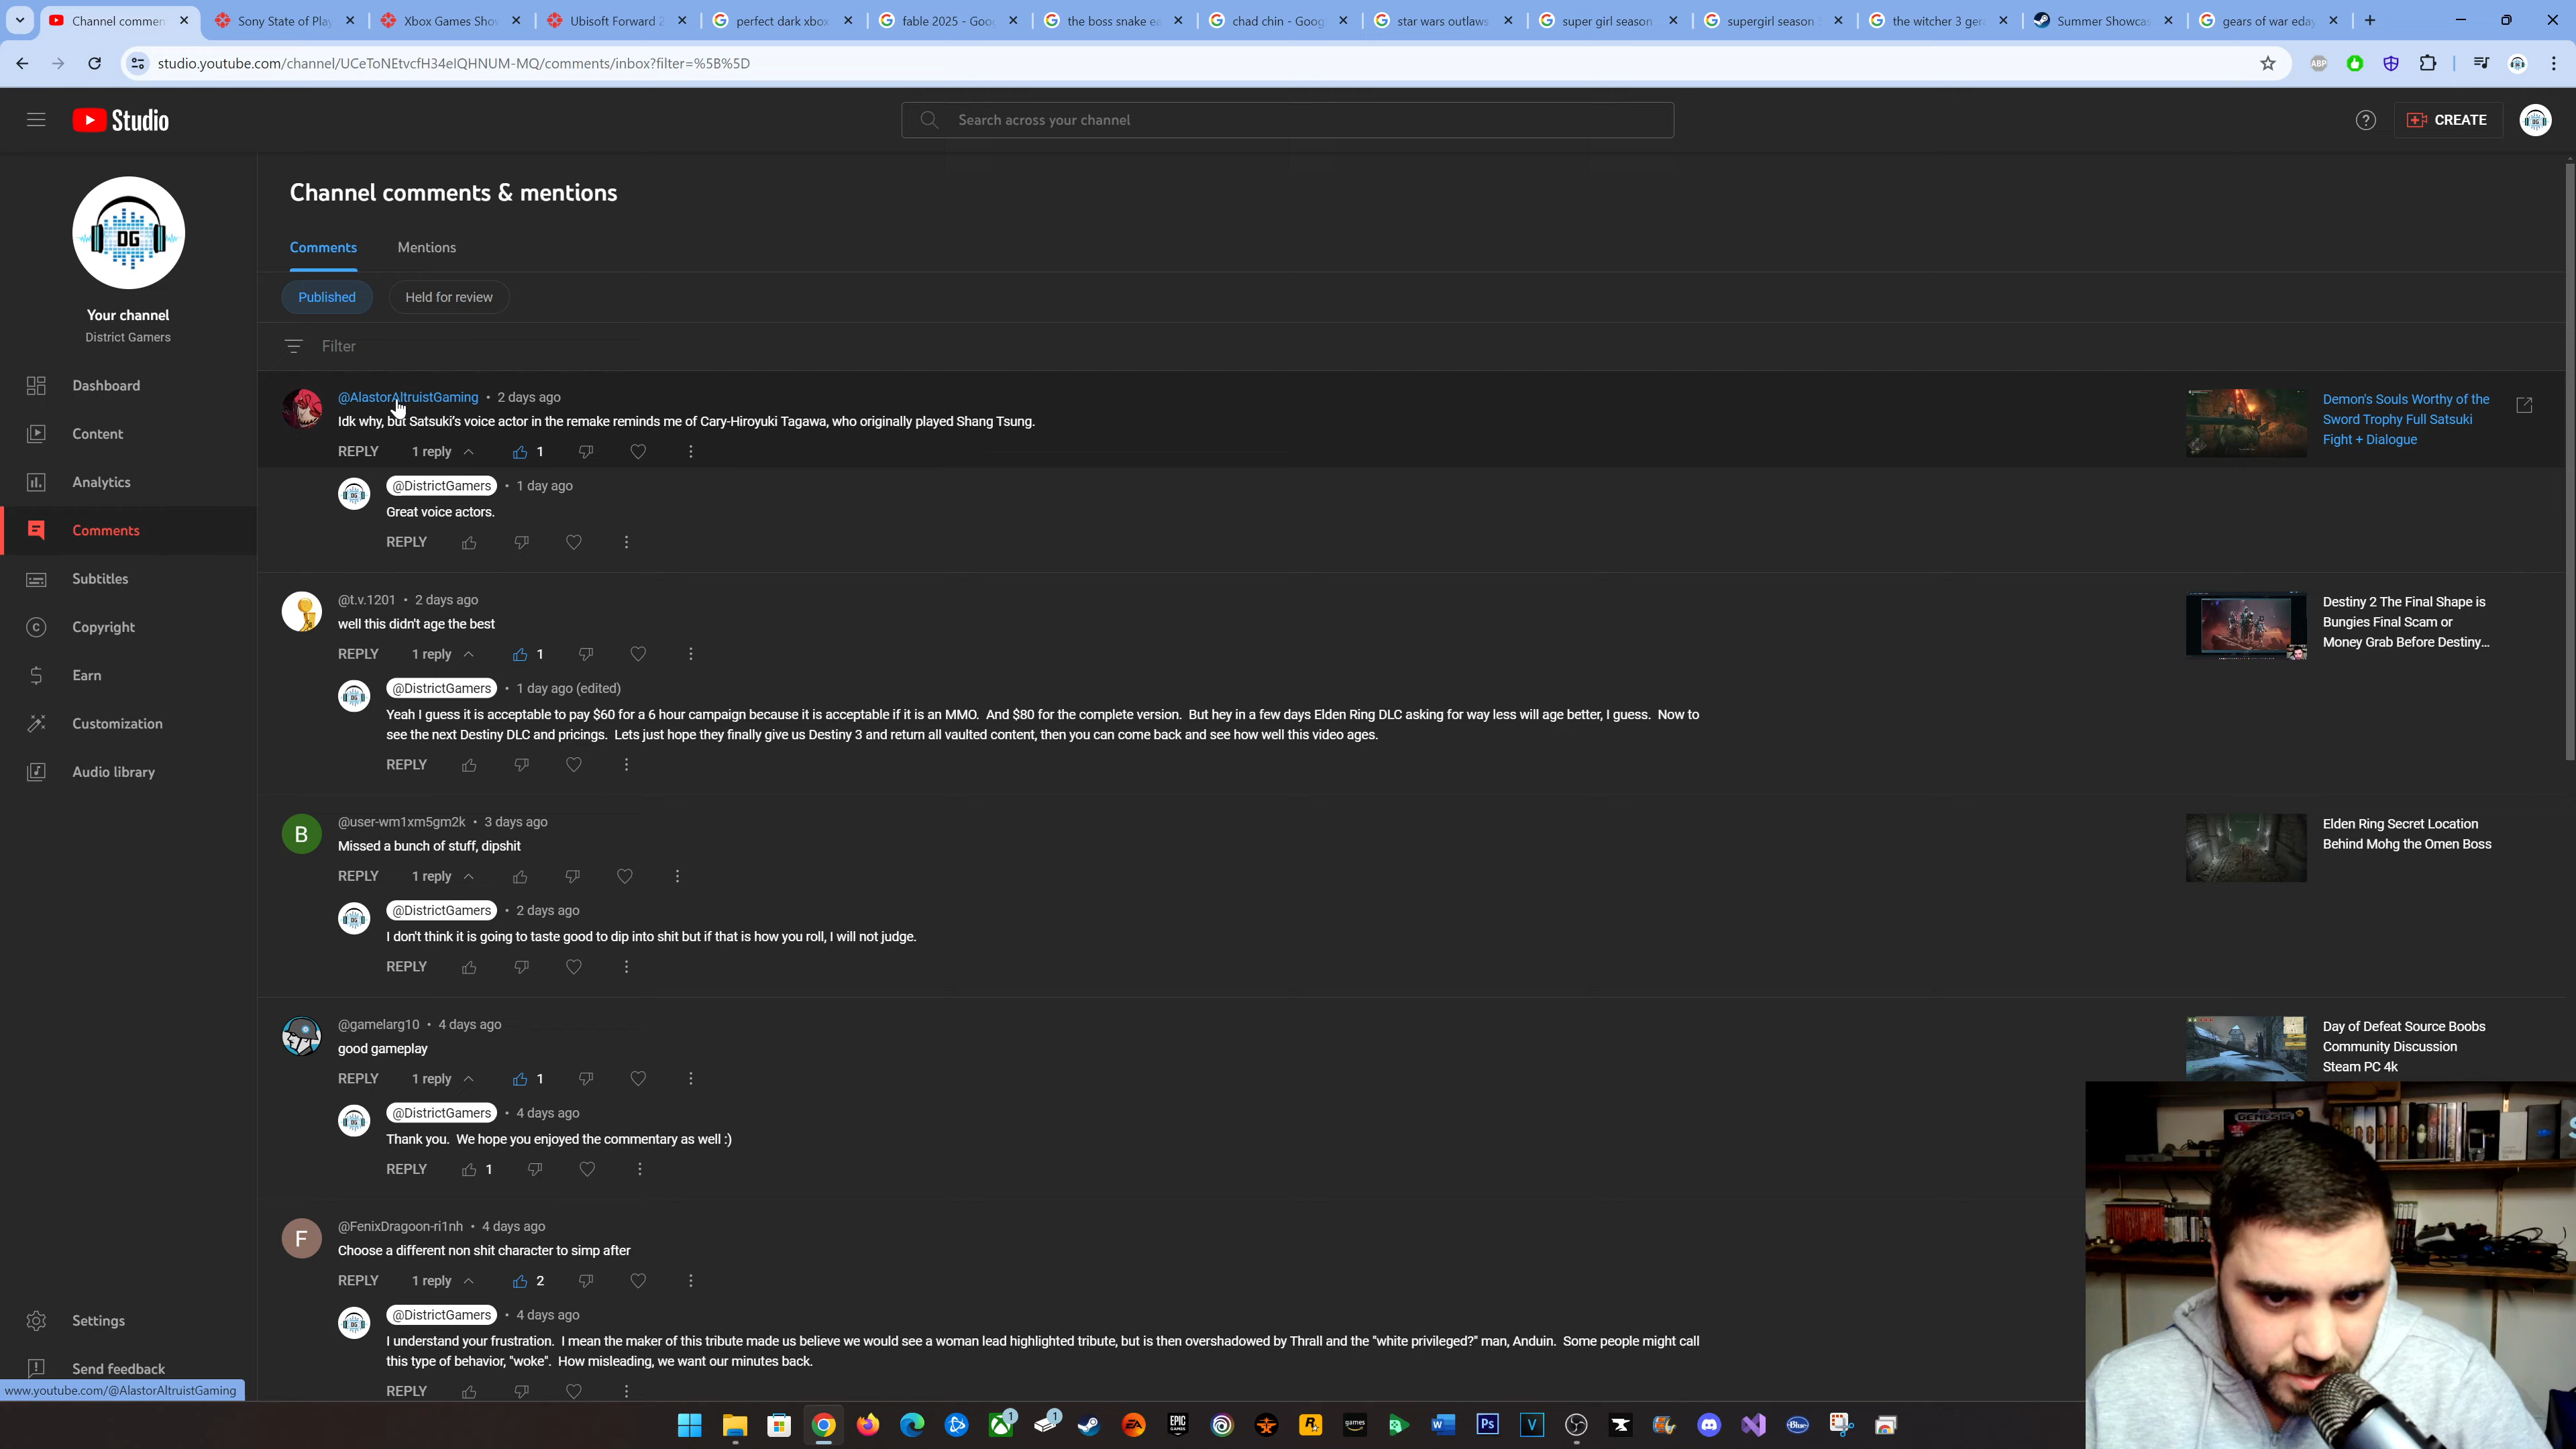 Channel commen
Sony State of Play
Xbox Games Show
Ubisoft Forward 2
perfect dark xbox
fable 2025 - Goog
the boss snake ea
chad chin - Goog
star wars outlaws
super girl season
supergirl season
the witcher 3 ger
Summer Showcas
gears of war eday
studio.youtube.com/channel/UCeToNEtvcfH34elQHNUM-MQ/comments/inbox?filter=%5B%5D
ABP
Studio
Search across your channel
CREATE
DG
Your channel
District Gamers
Dashboard
Content
Analytics
Comments
Subtitles
Copyright
Earn
Customization
Audio library
Settings
Send feedback
www.youtube.com/@AlastorAltruistGaming
Channel comments & mentions
Comments Mentions
Published Held for review
Filter
@AlastorAltruistGaming • 2 days ago
Idk why, but Satsuki's voice actor in the remake reminds me of Cary-Hiroyuki Tagawa, who originally played Shang Tsung.
REPLY 1 reply 1
Demon's Souls Worthy of the
Sword Trophy Full Satsuki
Fight + Dialogue
@DistrictGamers • 1 day ago
Great voice actors.
REPLY
@t.v.1201 • 2 days ago
well this didn't age the best
REPLY 1 reply 1
Destiny 2 The Final Shape is
Bungies Final Scam or
Money Grab Before Destiny...
@DistrictGamers • 1 day ago (edited)
Yeah I guess it is acceptable to pay $60 for a 6 hour campaign because it is acceptable if it is an MMO. And $80 for the complete version. But hey in a few days Elden Ring DLC asking for way less will age better, I guess. Now to
see the next Destiny DLC and pricings. Lets just hope they finally give us Destiny 3 and return all vaulted content, then you can come back and see how well this video ages.
REPLY
B
@user-wm1xm5gm2k • 3 days ago
Missed a bunch of stuff, dipshit
REPLY 1 reply
Elden Ring Secret Location
Behind Mohg the Omen Boss
@DistrictGamers • 2 days ago
I don't think it is going to taste good to dip into shit but if that is how you roll, I will not judge.
REPLY
@gamelarg10 • 4 days ago
good gameplay
REPLY 1 reply 1
Day of Defeat Source Boobs
Community Discussion
Steam PC 4k
@DistrictGamers • 4 days ago
Thank you. We hope you enjoyed the commentary as well :)
REPLY 1
F
@FenixDragoon-ri1nh • 4 days ago
Choose a different non shit character to simp after
REPLY 1 reply 2
@DistrictGamers • 4 days ago
I understand your frustration. I mean the maker of this tribute made us believe we would see a woman lead highlighted tribute, but is then overshadowed by Thrall and the "white privileged?" man, Anduin. Some people might call
this type of behavior, "woke". How misleading, we want our minutes back.
REPLY
GENESIS
1
1
EA
EPIC GAMES
R
games
Ps
V
Blue